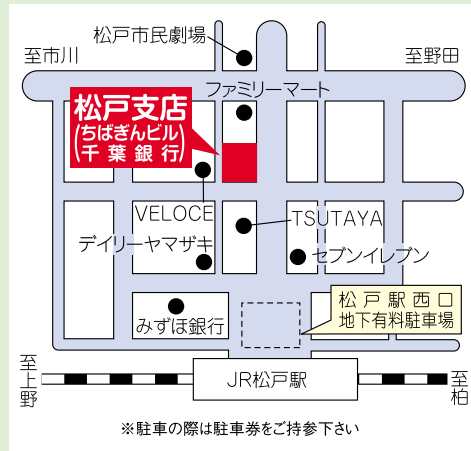 松戸市民劇場
至市川
至野田
ファミリーマート
松戸支店
(ちばぎんビル)
(千葉銀行)
VELOCE
TSUTAYA
デイリーヤマザキ
セブンイレブン
松戸駅西口
地下有料駐車場
みずほ銀行
至上野
JR松戸駅
至柏
※駐車の際は駐車券をご持参下さい